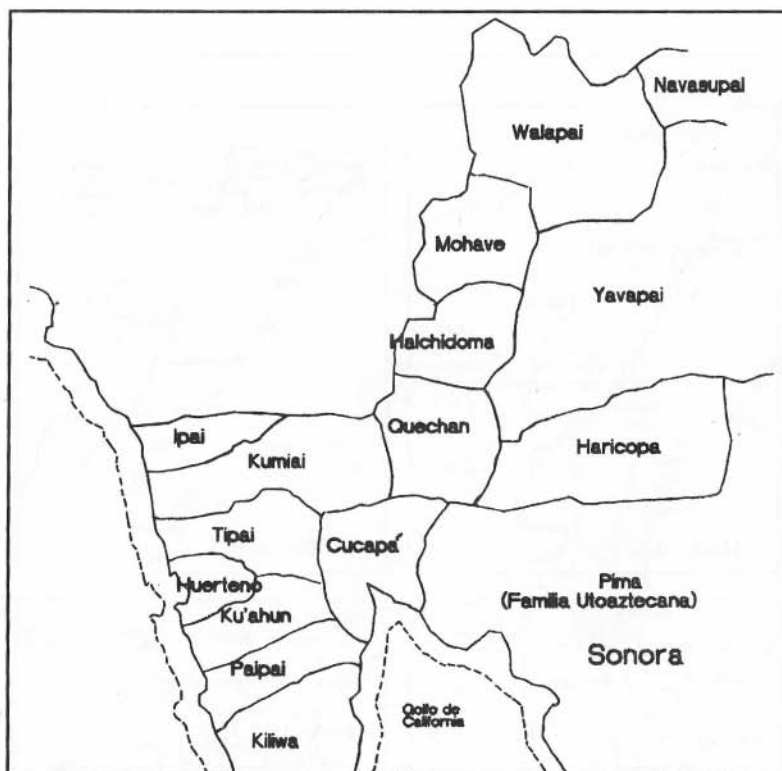 Navasupai
Walapai
Mohave
Yavapai
Halchidoma
Quechan
Ipai
Haricopa
Kumiai
Tipai
Cucapá
Huerteno
Pima
(Familia Utoaztecana)
Ku'ahun
Sonora
Paipai
Golfo de
California
Kiliwa